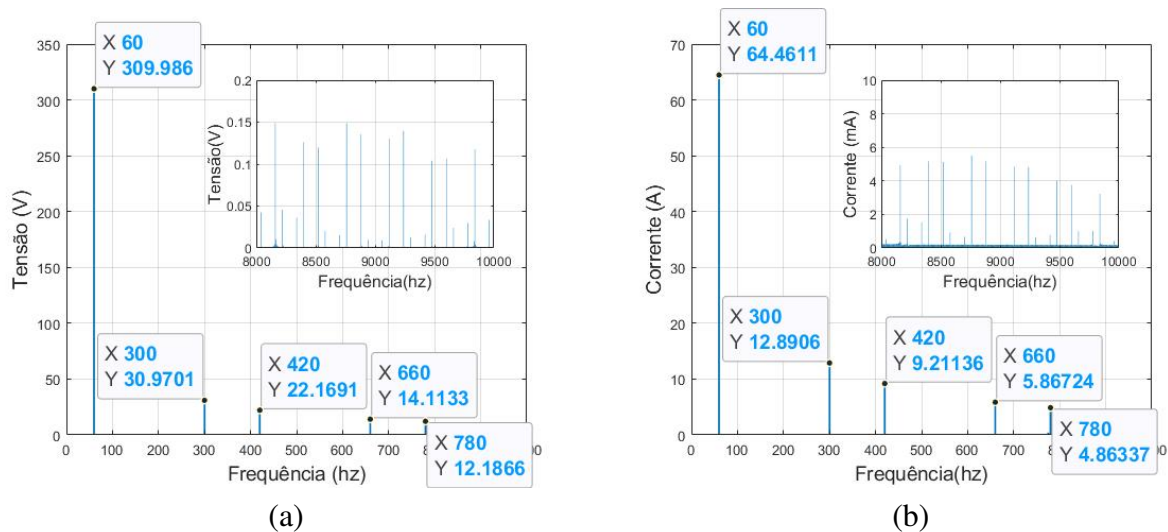 X 60
Y 309.986
350
300
250
200
150
100
50
0
Tensão (V)
0.2
0.15
0.1
0.05
0
Tensão(V)
8000 8500 9000 9500 10000
Frequência(hz)
X 300
Y 30.9701
X 420
Y 22.1691
X 660
Y 14.1133
X 780
Y 12.1866
0 100 200 300 400 500 600 700
Frequência (hz)
(a)
X 60
Y 64.4611
70
60
50
40
30
20
10
0
Corrente (A)
10
8
6
4
2
0
Corrente (mA)
8000 8500 9000 9500 10000
Frequência(hz)
X 300
Y 12.8906
X 420
Y 9.21136
X 660
Y 5.86724
X 780
Y 4.86337
0 100 200 300 400 500 600 700
Frequência(hz)
(b)